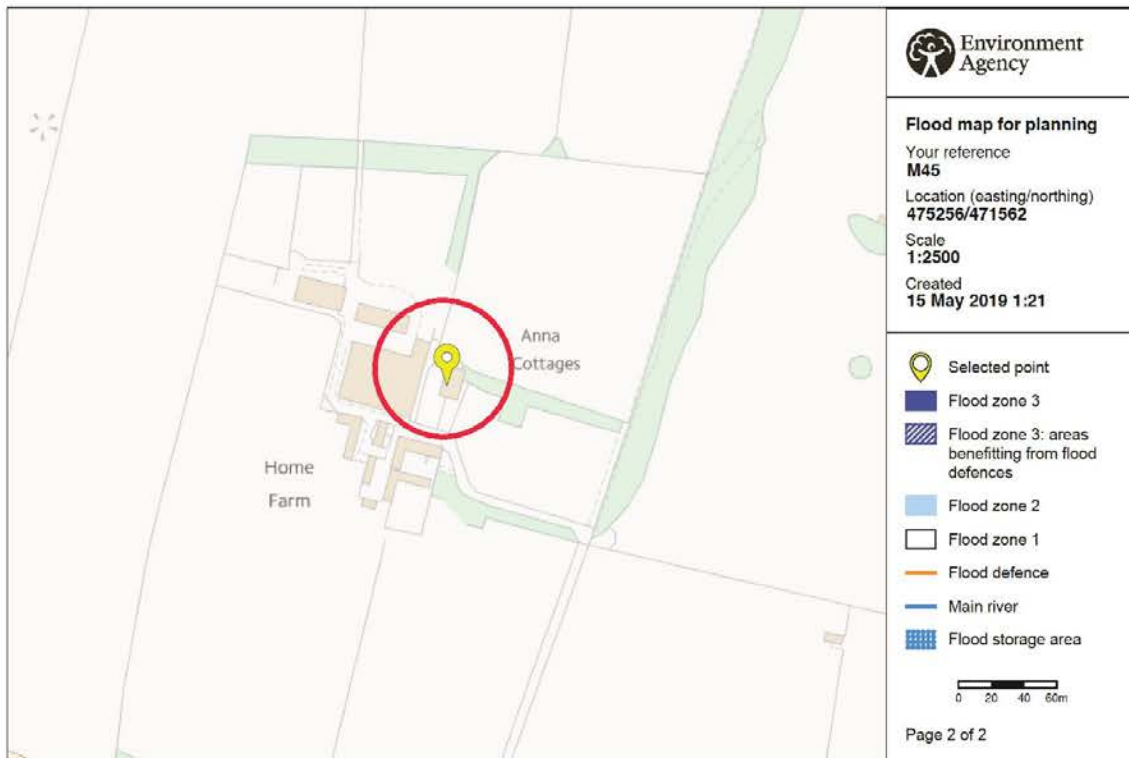 Anna
Cottages
Home
Farm
Environment
Agency
Flood map for planning
Your reference
M45
Location (easting/northing)
475256/471562
Scale
1:2500
Created
15 May 2019 1:21
Selected point
Flood zone 3
Flood zone 3: areas
benefitting from flood
defences
Flood zone 2
Flood zone 1
Flood defence
Main river
Flood storage area
0 20 40 60m
Page 2 of 2